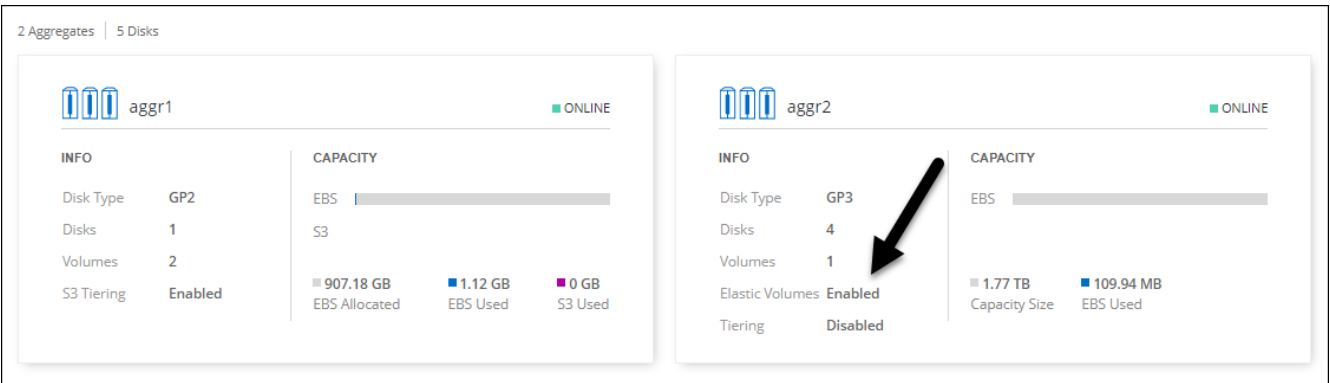 2 Aggregates 5 Disks
aggr1
ONLINE
INFO
Disk Type GP2
Disks 1
Volumes 2
S3 Tiering Enabled
CAPACITY
EBS
S3
907.18 GB 1.12 GB 0 GB
EBS Allocated EBS Used S3 Used
aggr2
ONLINE
INFO
Disk Type GP3
Disks 4
Volumes 1
Elastic Volumes Enabled
Tiering Disabled
CAPACITY
EBS
1.77 TB 109.94 MB
Capacity Size EBS Used